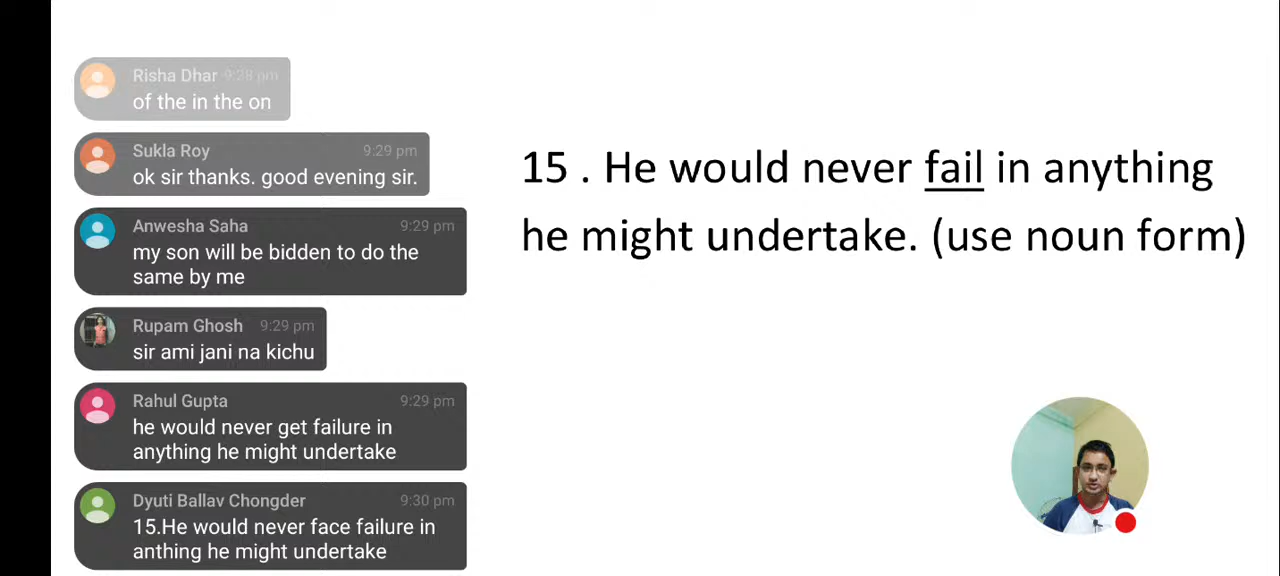 Risha Dhar 9:29 pm
of the in the on
Sukla Roy 9:29 pm
ok sir thanks. good evening sir.
Anwesha Saha 9:29 pm
my son will be bidden to do the
same by me
Rupam Ghosh 9:29 pm
sir ami jani na kichu
Rahul Gupta 9:29 pm
he would never get failure in
anything he might undertake
Dyuti Ballav Chongder 9:30 pm
15.He would never face failure in
anthing he might undertake
15 . He would never fail in anything
he might undertake. (use noun form)